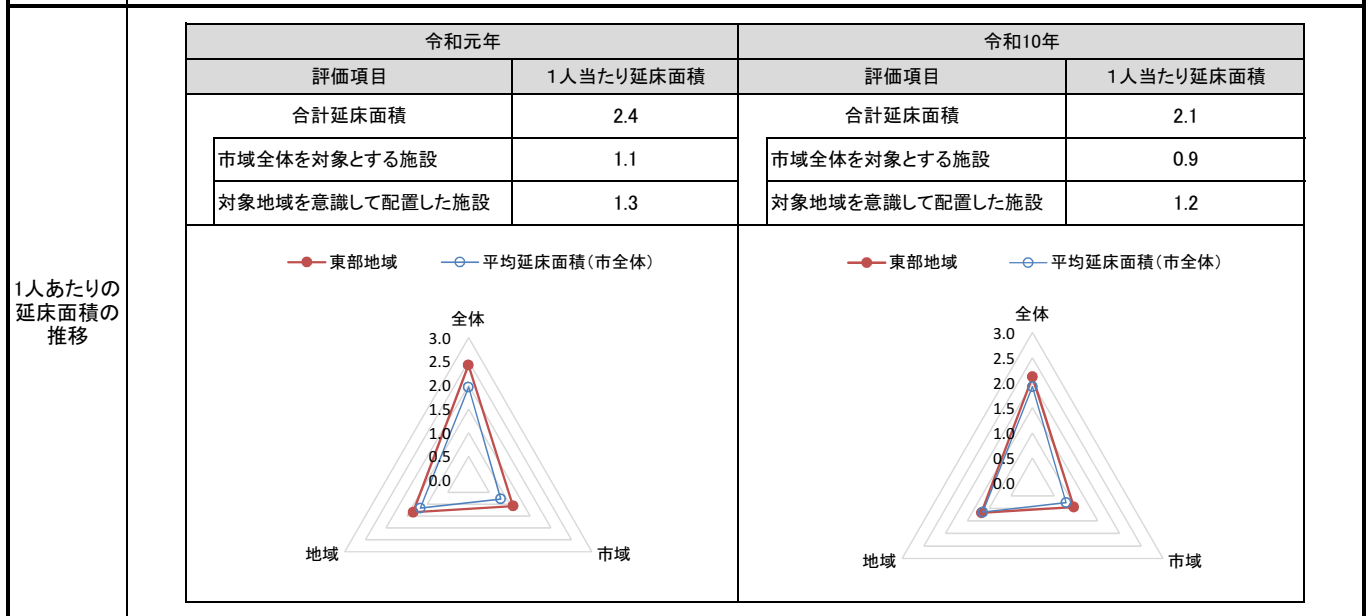 1人あたりの
延床面積の
推移
令和元年
令和10年
評価項目
1人当たり延床面積
評価項目
1人当たり延床面積
合計延床面積
2.4
合計延床面積
2.1
市域全体を対象とする施設
1.1
市域全体を対象とする施設
0.9
対象地域を意識して配置した施設
1.3
対象地域を意識して配置した施設
1.2
東部地域
平均延床面積(市全体)
全体
3.0
2.5
2.0
1.5
1.0
0.5
0.0
地域
市域
東部地域
平均延床面積(市全体)
全体
3.0
2.5
2.0
1.5
1.0
0.5
0.0
地域
市域